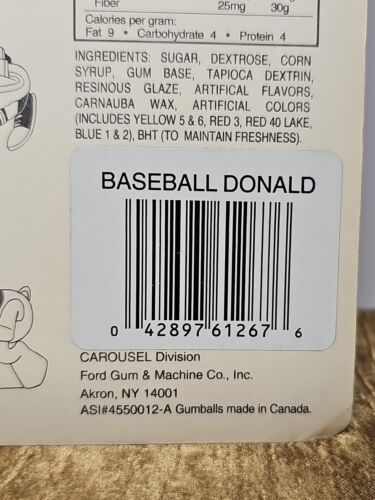 Fiber 25mg 30g
Calories per gram:
Fat 9 • Carbohydrate 4 • Protein 4
INGREDIENTS: SUGAR, DEXTROSE, CORN
SYRUP, GUM BASE, TAPIOCA DEXTRIN,
RESINOUS GLAZE, ARTIFICIAL FLAVORS,
CARNAUBA WAX, ARTIFICIAL COLORS
(INCLUDES YELLOW 5 & 6, RED 3, RED 40 LAKE,
BLUE 1 & 2), BHT (TO MAINTAIN FRESHNESS).
BASEBALL DONALD
0 42897 61267 6
CAROUSEL Division
Ford Gum & Machine Co., Inc.
Akron, NY 14001
ASI#4550012-A Gumballs made in Canada.